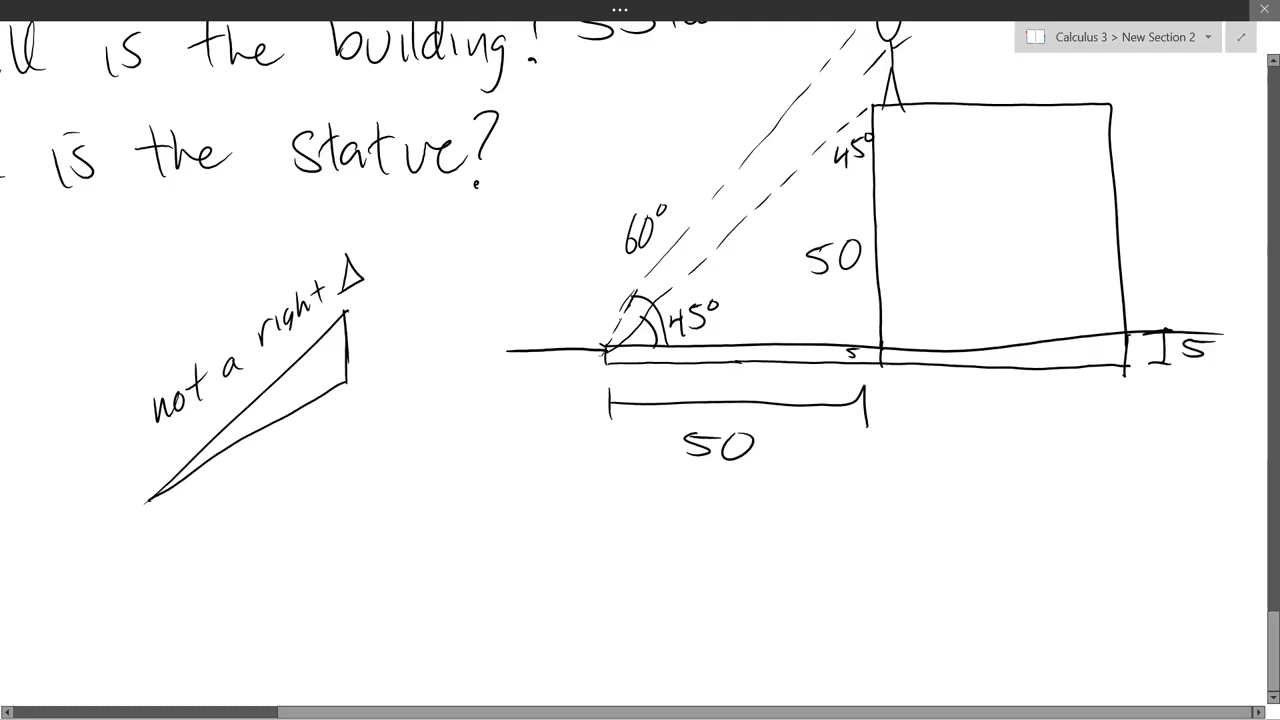 is the building?
is the statue?
Calculus 3 > New Section 2
45°
60°
50
45°
not a right Δ
5
5
50